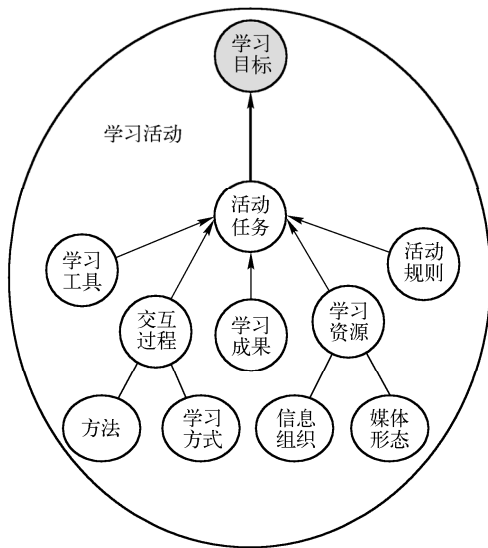 学习
目标
学习活动
活动
任务
学习
工具
活动
规则
交互
过程
学习
成果
学习
资源
方法
学习
方式
信息
组织
媒体
形态